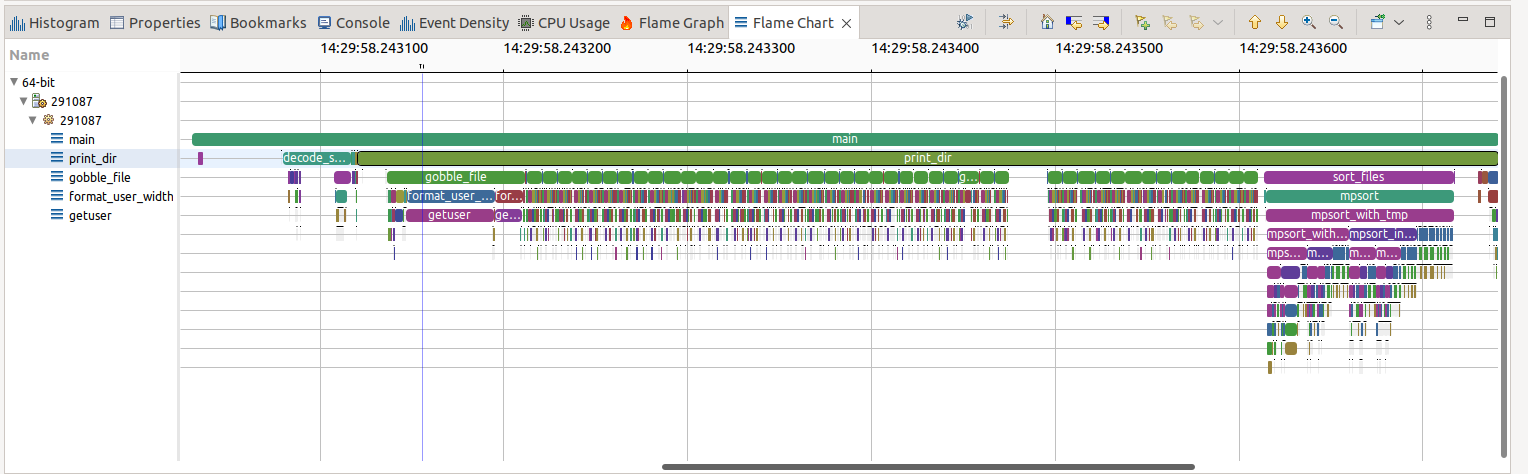 Histogram Properties Bookmarks Console Event Density CPU Usage Flame Graph Flame Chart
Name
14:29:58.243100 14:29:58.243200 14:29:58.243300 14:29:58.243400 14:29:58.243500 14:29:58.243600
64-bit
291087
291087
main main
print_dir decode_s... print_dir
gobble_file gobble_file g... sort_files
format_user_width format_user_... for... mpsort
getuser getuser ge... mpsort_with_tmp
mpsort_with... mpsort_in...
mps... m... m... m...